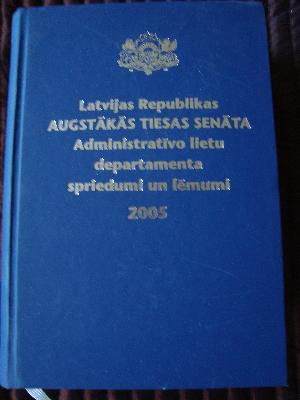 Latvijas Republikas
AUGSTĀKĀS TIESAS SENĀTA
Administratīvo lietu
departamenta
spriedumi un lēmumi
2005